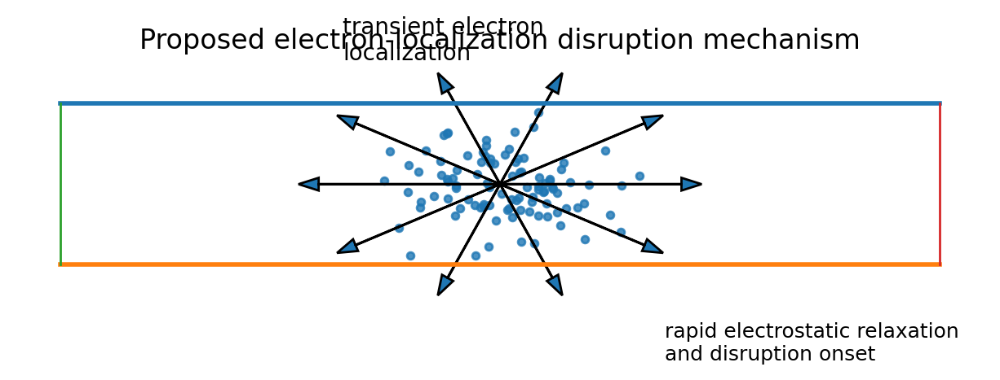 transient electron
localization
Proposed electron-localization disruption mechanism
rapid electrostatic relaxation
and disruption onset